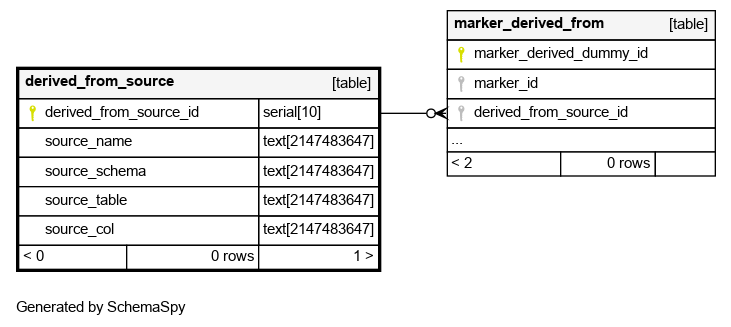 marker_derived_from [table]
marker_derived_dummy_id
marker_id
derived_from_source_id
...
< 2 0 rows
derived_from_source [table]
derived_from_source_id serial[10]
source_name text[2147483647]
source_schema text[2147483647]
source_table text[2147483647]
source_col text[2147483647]
< 0 0 rows 1 >
Generated by SchemaSpy